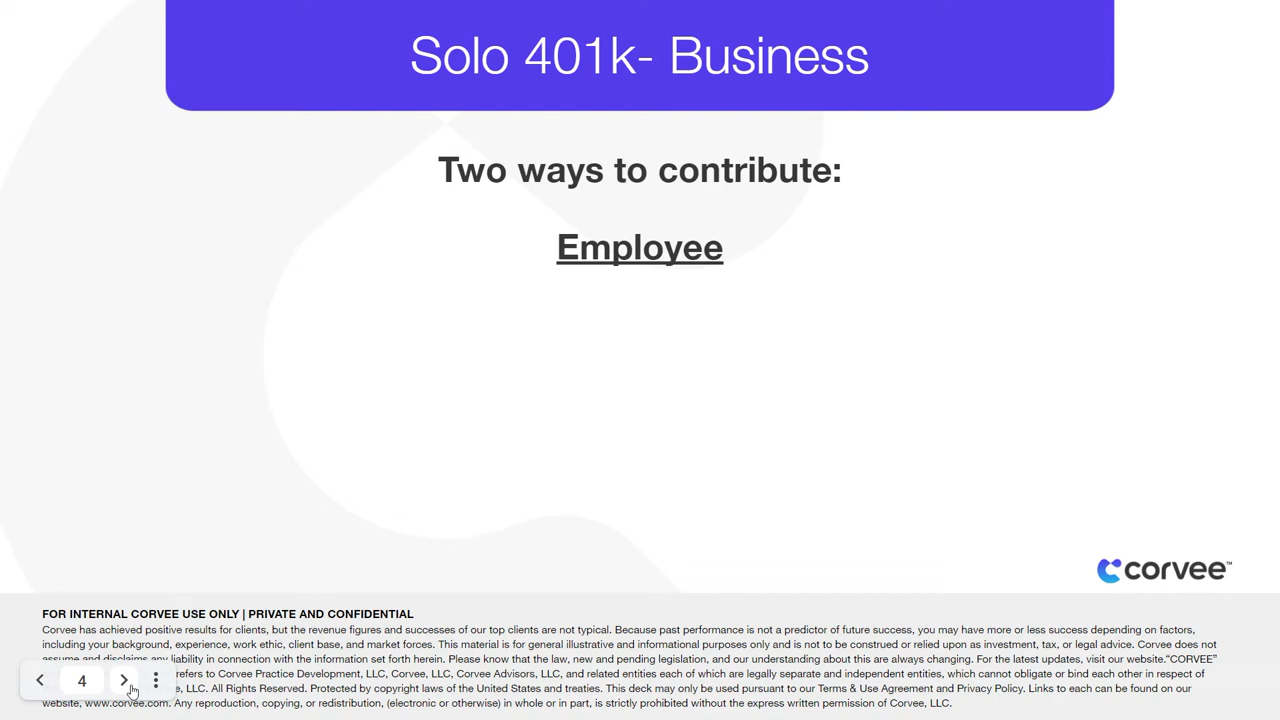 Solo 401k- Business
Two ways to contribute:
Employee
corvee™
FOR INTERNAL CORVEE USE ONLY | PRIVATE AND CONFIDENTIAL
Corvee has achieved positive results for clients, but the revenue figures and successes of our top clients are not typical. Because past performance is not a predictor of future success, you may have more or less success depending on factors,
including your background, experience, work ethic, client base, and market forces. This material is for general illustrative and informational purposes only and is not to be construed or relied upon as investment, tax, or legal advice. Corvee does not
assume and disclaims any liability in connection with the information set forth herein. Please know that the law, new and pending legislation, and our understanding about this are always changing. For the latest updates, visit our website.“CORVEE”
refers to Corvee Practice Development, LLC, Corvee, LLC, Corvee Advisors, LLC, and related entities each of which are legally separate and independent entities, which cannot obligate or bind each other in respect of
LLC. All Rights Reserved. Protected by copyright laws of the United States and treaties. This deck may only be used pursuant to our Terms & Use Agreement and Privacy Policy. Links to each can be found on our
website, www.corvee.com. Any reproduction, copying, or redistribution, (electronic or otherwise) in whole or in part, is strictly prohibited without the express written permission of Corvee, LLC.
4